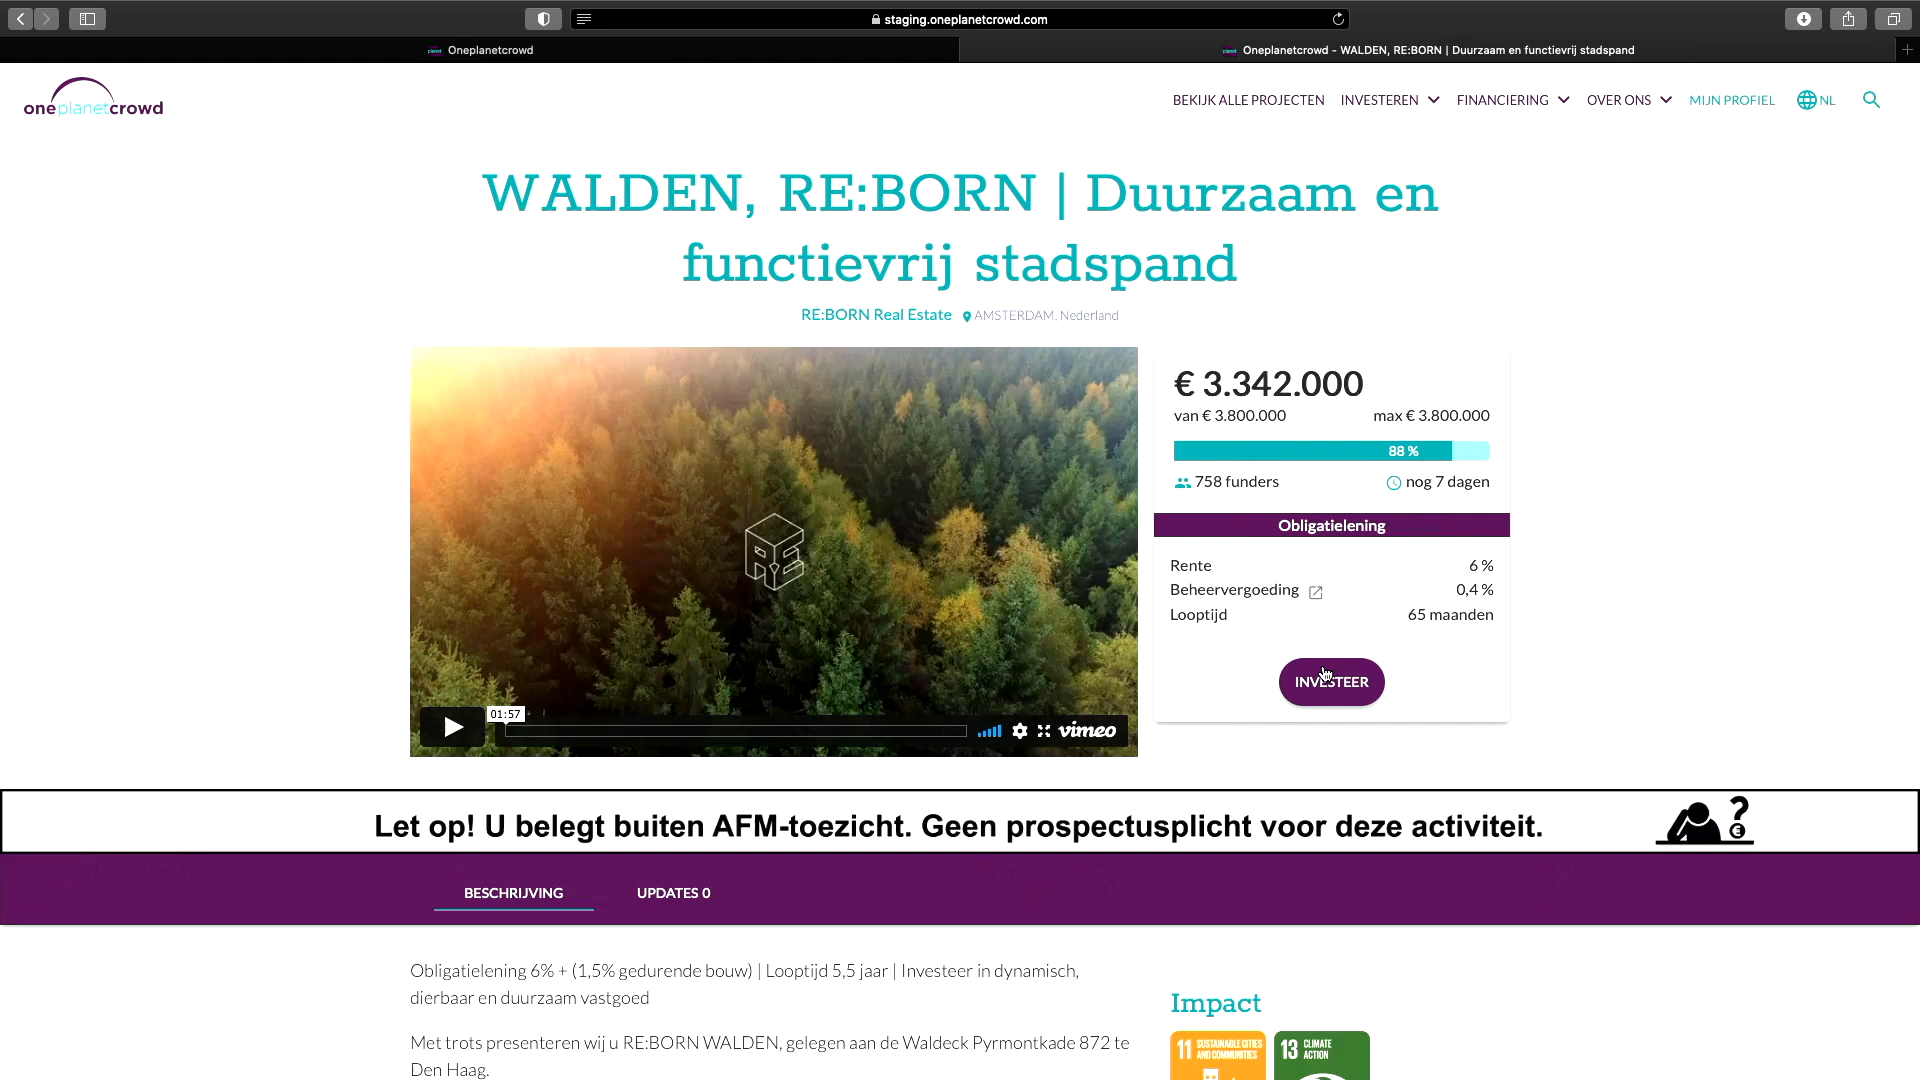 staging.oneplanetcrowd.com
Oneplanetcrowd
Oneplanetcrowd - WALDEN, RE:BORN | Duurzaam en functievrij stadspand
oneplanetcrowd
BEKIJK ALLE PROJECTEN INVESTEREN FINANCIERING OVER ONS MIJN PROFIEL NL
WALDEN, RE:BORN | Duurzaam en
functievrij stadspand
RE:BORN Real Estate AMSTERDAM, Nederland
RE
01:57
vimeo
€ 3.342.000
van € 3.800.000 max € 3.800.000
88 %
758 funders nog 7 dagen
Obligatielening
Rente 6 %
Beheervergoeding 0,4 %
Looptijd 65 maanden
INVESTEER
Let op! U belegt buiten AFM-toezicht. Geen prospectusplicht voor deze activiteit.
?
€
BESCHRIJVING UPDATES 0
Obligatielening 6% + (1,5% gedurende bouw) | Looptijd 5,5 jaar | Investeer in dynamisch,
dierbaar en duurzaam vastgoed
Met trots presenteren wij u RE:BORN WALDEN, gelegen aan de Waldeck Pyrmontkade 872 te
Den Haag.
Impact
11 SUSTAINABLE CITIES
AND COMMUNITIES
13 CLIMATE
ACTION